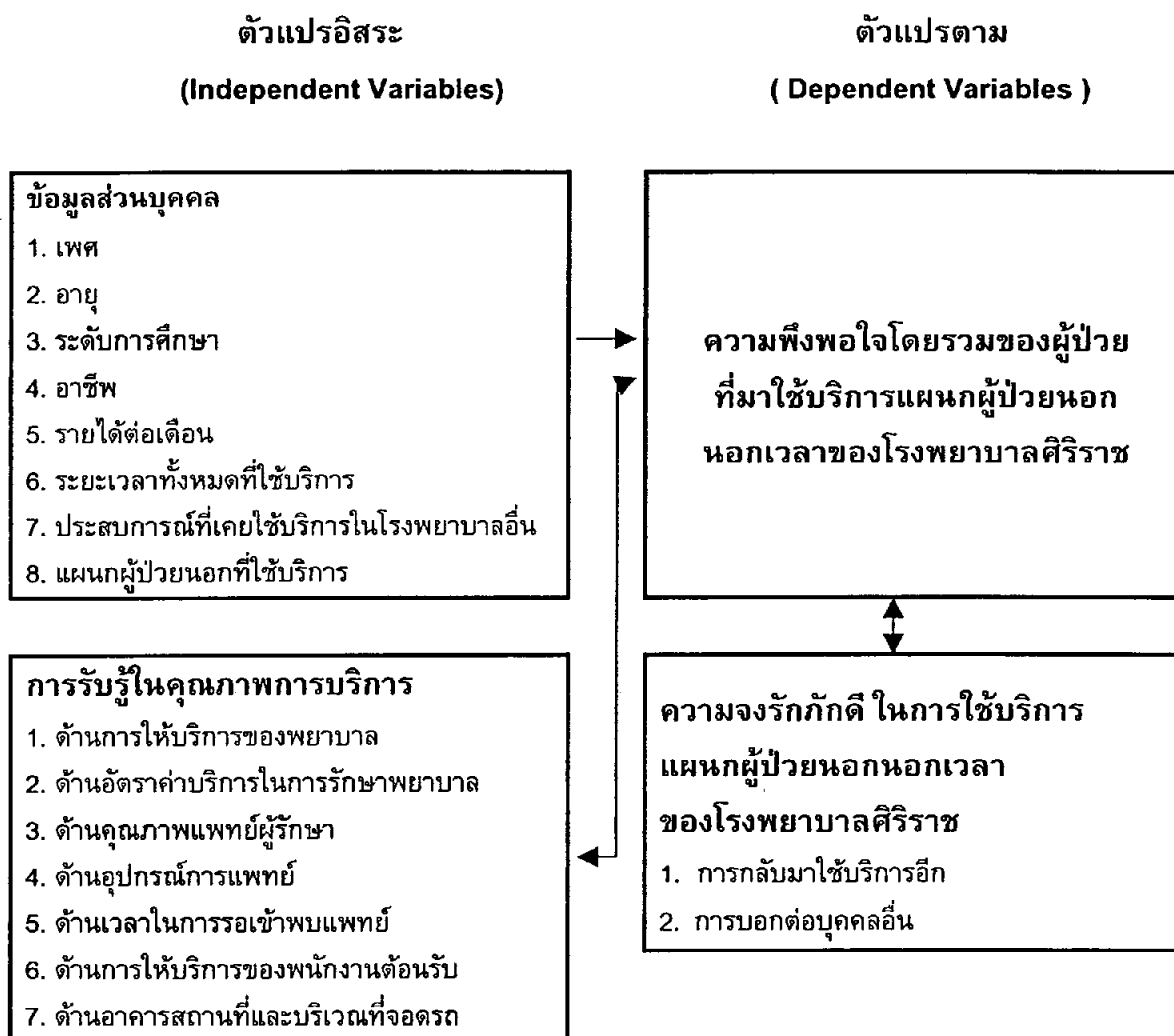 ตัวแปรอิสระ
(Independent Variables)
ตัวแปรตาม
( Dependent Variables )
ข้อมูลส่วนบุคคล
1. เพศ
2. อายุ
3. ระดับการศึกษา
4. อาชีพ
5. รายได้ต่อเดือน
6. ระยะเวลาทั้งหมดที่ใช้บริการ
7. ประสบการณ์ที่เคยใช้บริการในโรงพยาบาลอื่น
8. แผนกผู้ป่วยนอกที่ใช้บริการ
ความพึงพอใจโดยรวมของผู้ป่วย
ที่มาใช้บริการแผนกผู้ป่วยนอก
นอกเวลาของโรงพยาบาลศิริราช
การรับรู้ในคุณภาพการบริการ
1. ด้านการให้บริการของพยาบาล
2. ด้านอัตราค่าบริการในการรักษาพยาบาล
3. ด้านคุณภาพแพทย์ผู้รักษา
4. ด้านอุปกรณ์การแพทย์
5. ด้านเวลาในการรอเข้าพบแพทย์
6. ด้านการให้บริการของพนักงานต้อนรับ
7. ด้านอาคารสถานที่และบริเวณที่จอดรถ
ความจงรักภักดี ในการใช้บริการ
แผนกผู้ป่วยนอกนอกเวลา
ของโรงพยาบาลศิริราช
1. การกลับมาใช้บริการอีก
2. การบอกต่อบุคคลอื่น